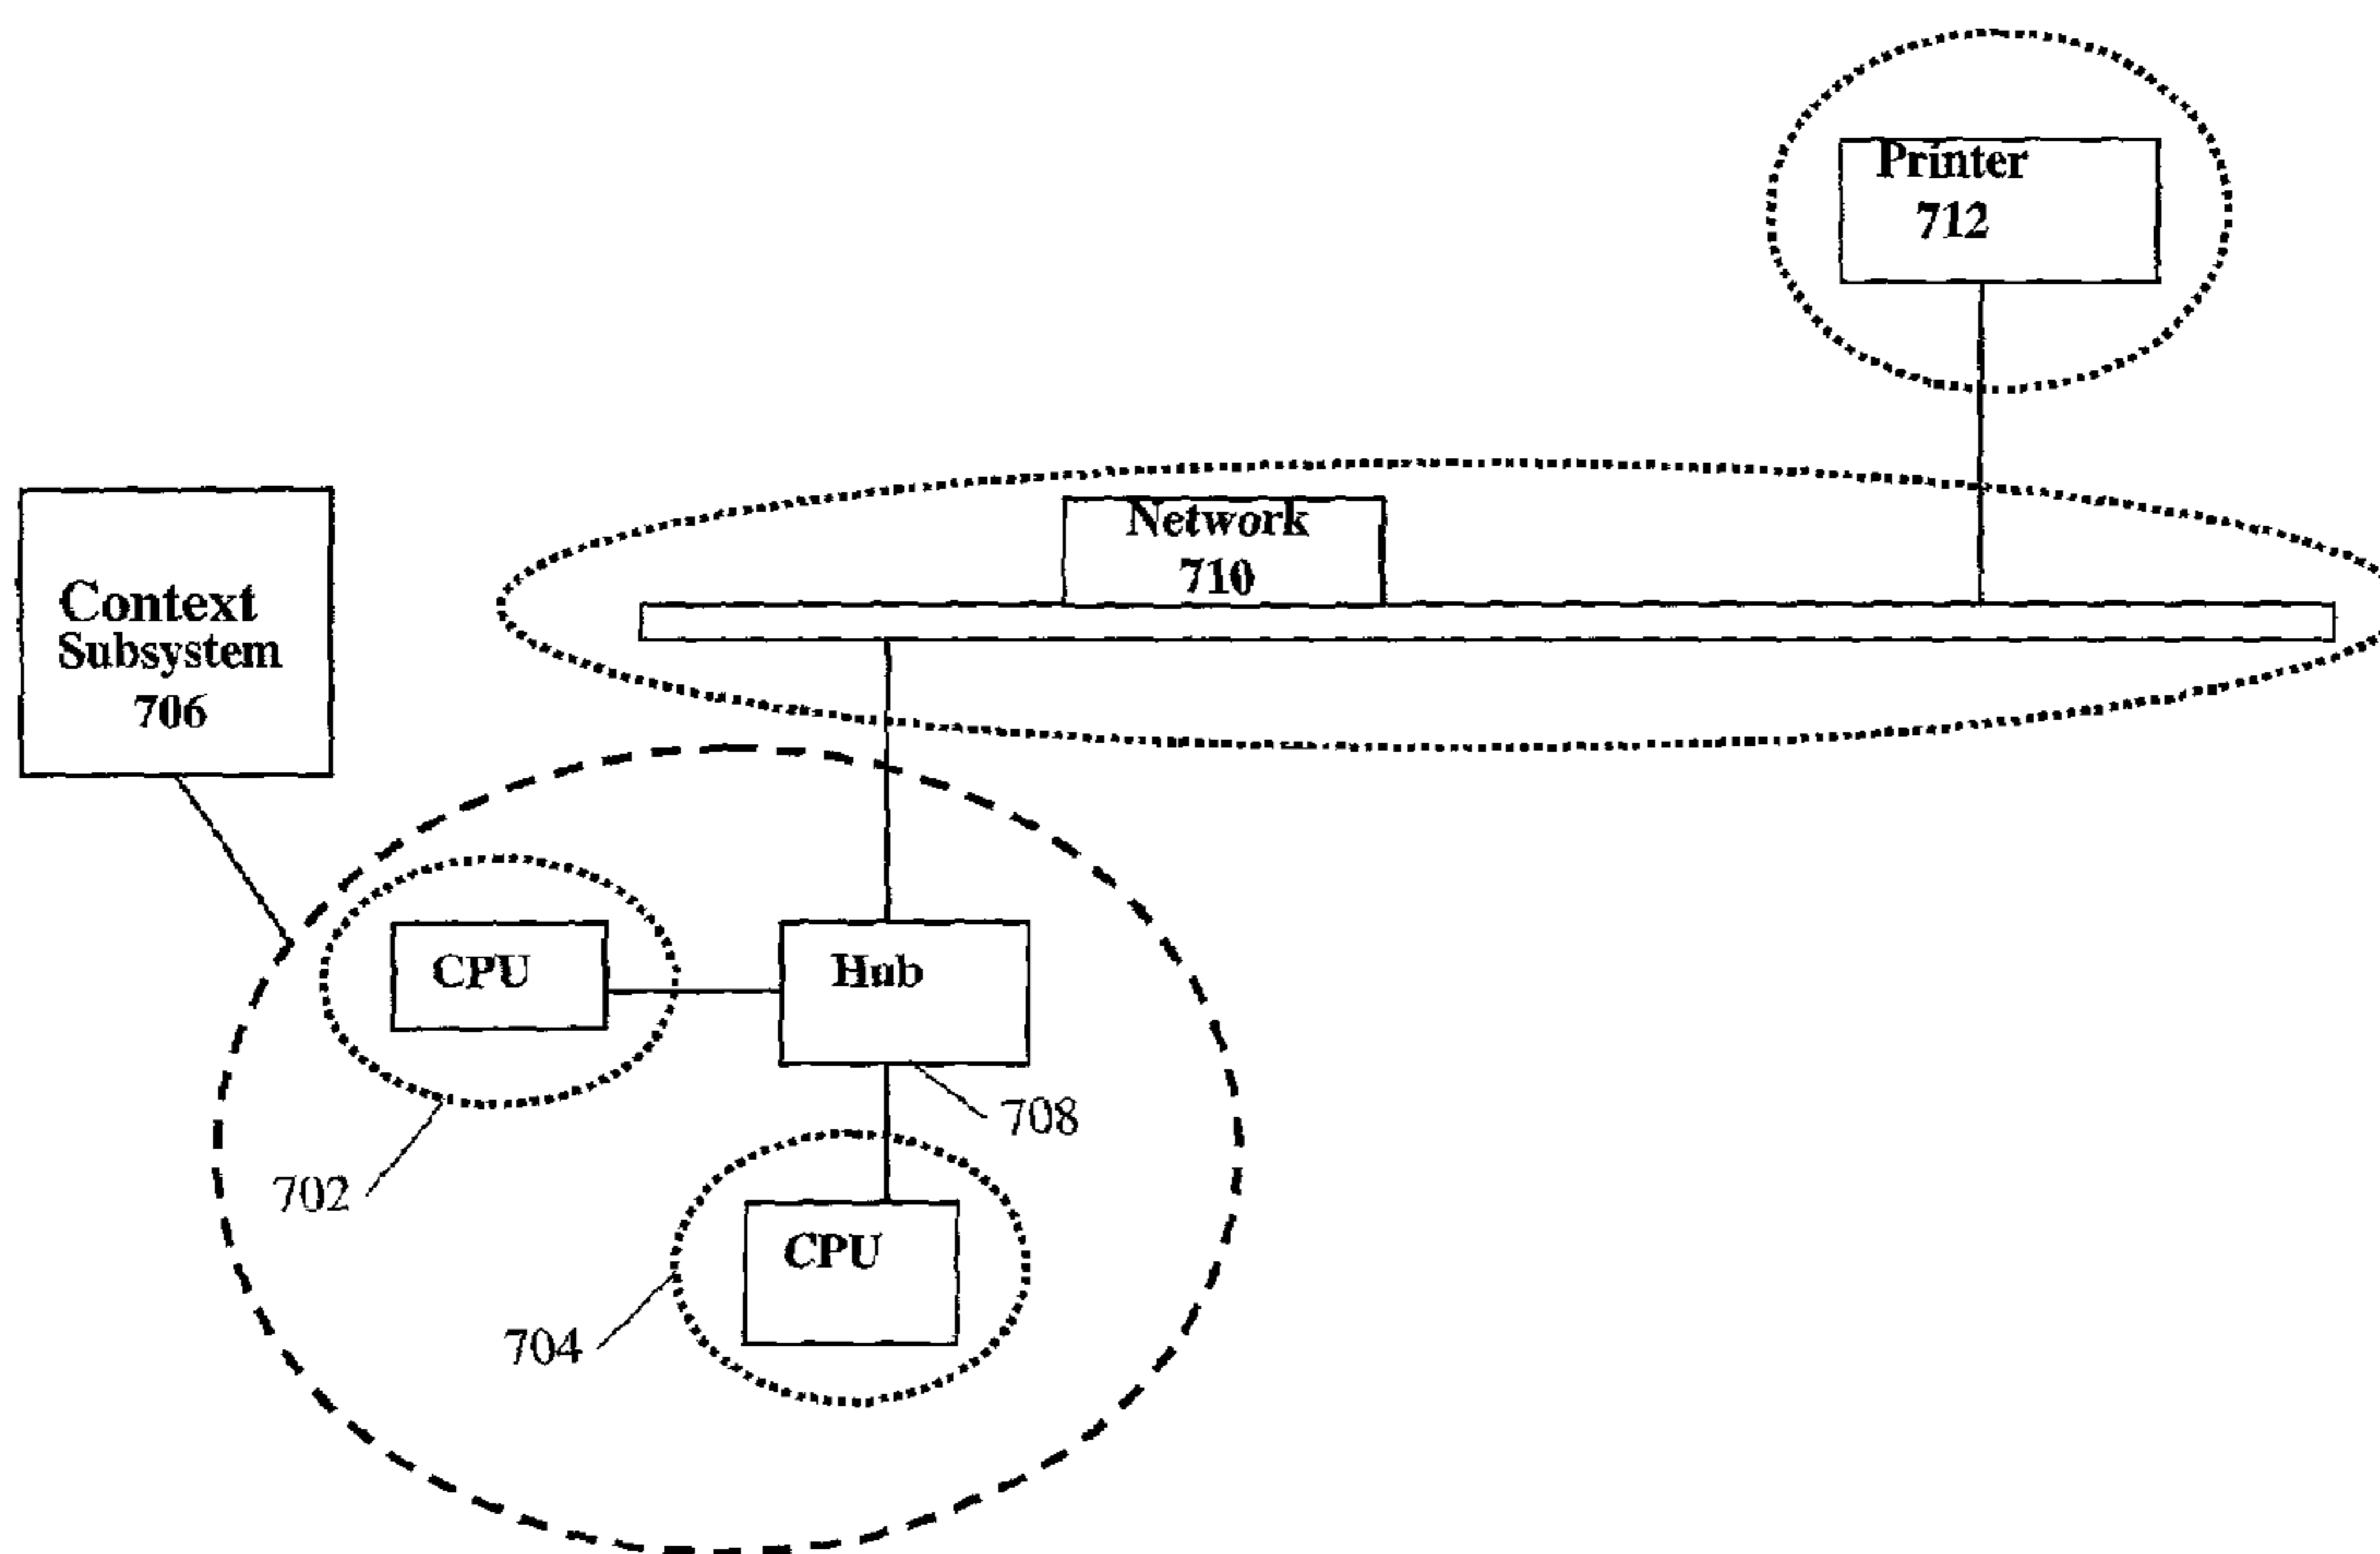 Printer
712
Network
710
Context
Subsystem
706
CPU
Hub
708
702
CPU
704